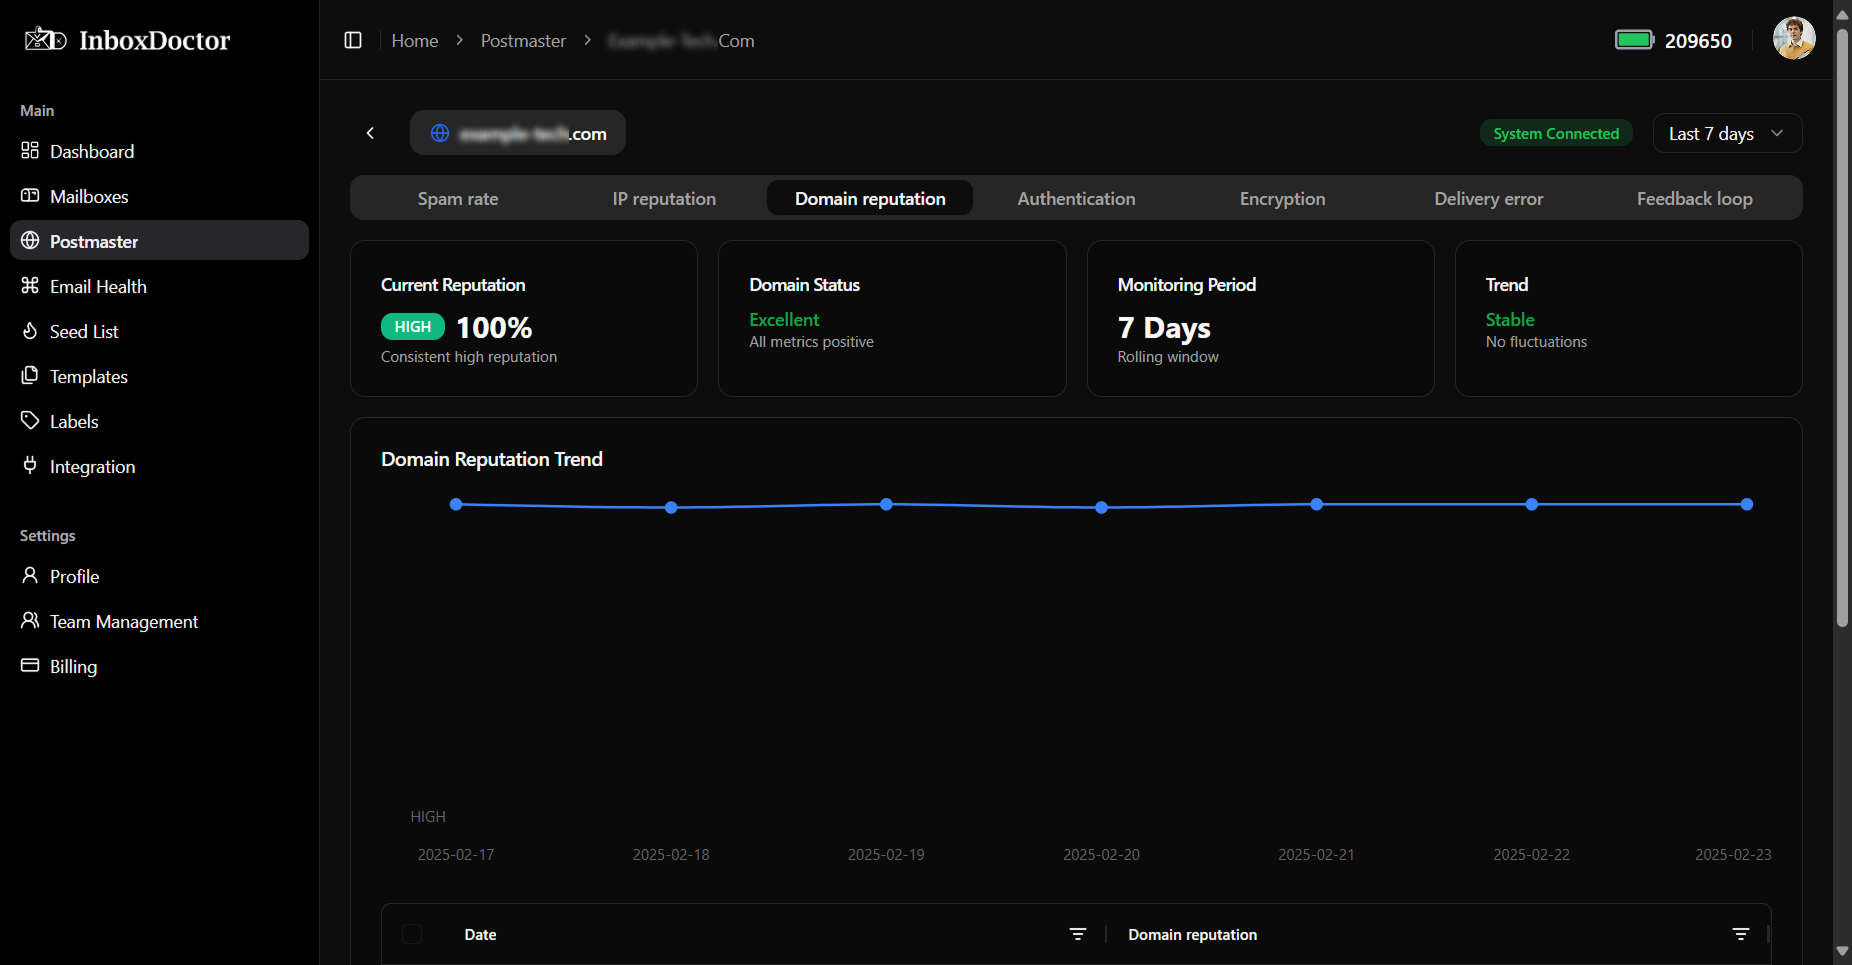 InboxDoctor
Main
Dashboard
Mailboxes
Postmaster
Email Health
Seed List
Templates
Labels
Integration
Settings
Profile
Team Management
Billing
Home > Postmaster > .Com
209650
.com
System Connected
Last 7 days
Spam rate
IP reputation
Domain reputation
Authentication
Encryption
Delivery error
Feedback loop
Current Reputation
HIGH 100%
Consistent high reputation
Domain Status
Excellent
All metrics positive
Monitoring Period
7 Days
Rolling window
Trend
Stable
No fluctuations
Domain Reputation Trend
HIGH
2025-02-17 2025-02-18 2025-02-19 2025-02-20 2025-02-21 2025-02-22 2025-02-23
Date
Domain reputation